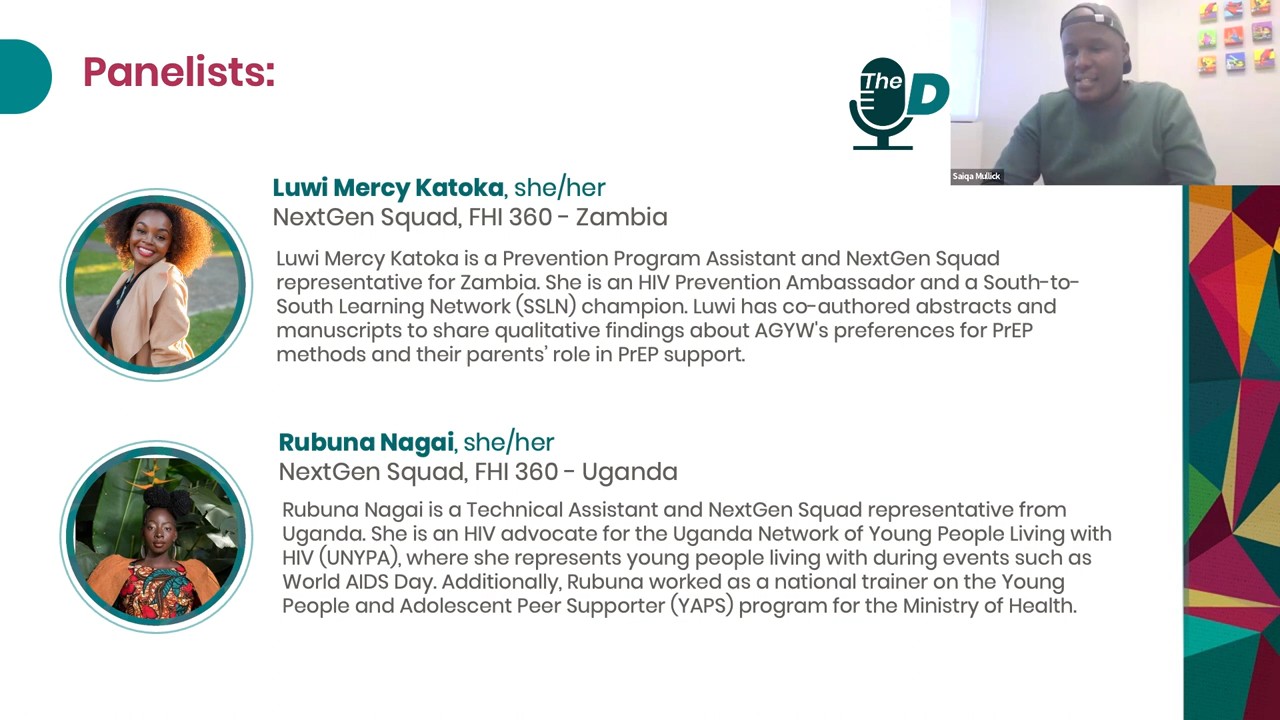 Panelists:
The D
Saiqa Mullick
Luwi Mercy Katoka, she/her
NextGen Squad, FHI 360 - Zambia
Luwi Mercy Katoka is a Prevention Program Assistant and NextGen Squad
representative for Zambia. She is an HIV Prevention Ambassador and a South-to-
South Learning Network (SSLN) champion. Luwi has co-authored abstracts and
manuscripts to share qualitative findings about AGYW's preferences for PrEP
methods and their parents’ role in PrEP support.
Rubuna Nagai, she/her
NextGen Squad, FHI 360 - Uganda
Rubuna Nagai is a Technical Assistant and NextGen Squad representative from
Uganda. She is an HIV advocate for the Uganda Network of Young People Living with
HIV (UNYPA), where she represents young people living with during events such as
World AIDS Day. Additionally, Rubuna worked as a national trainer on the Young
People and Adolescent Peer Supporter (YAPS) program for the Ministry of Health.